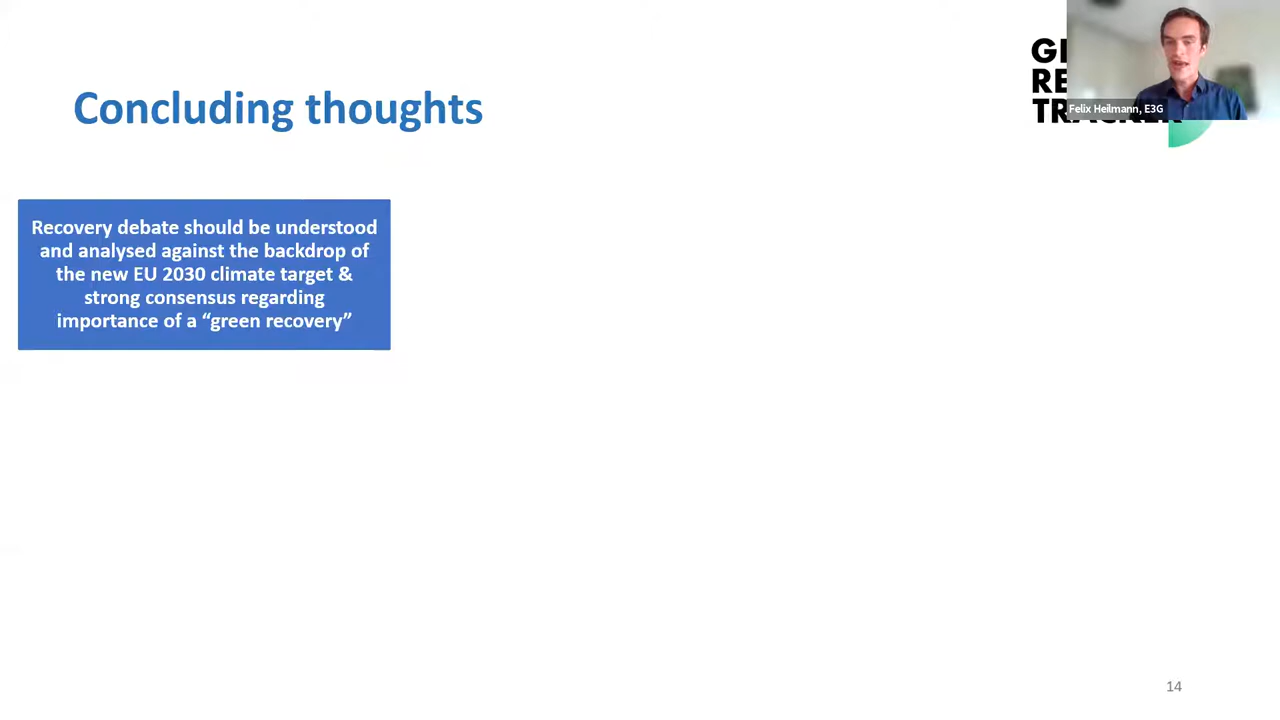 Concluding thoughts
Recovery debate should be understood
and analysed against the backdrop of
the new EU 2030 climate target &
strong consensus regarding
importance of a “green recovery”
Felix Heilmann, E3G
14